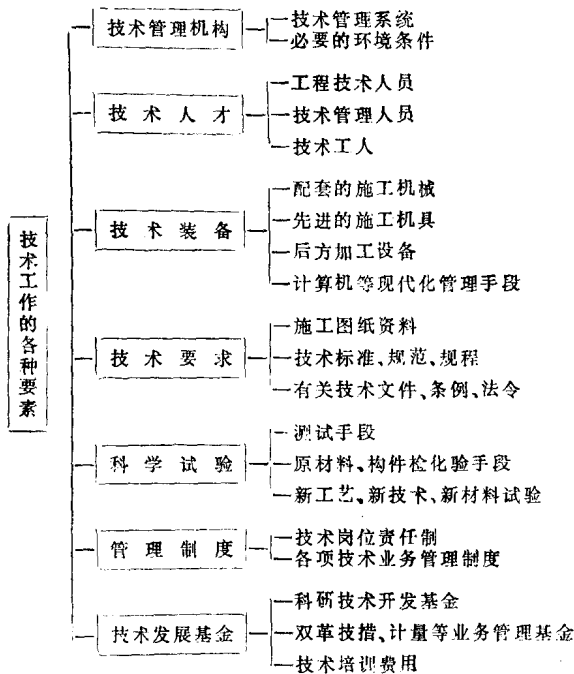 技术工作的各种要素
技术管理机构
技术管理系统
必要的环境条件
技术人才
工程技术人员
技术管理人员
技术工人
技术装备
配套的施工机械
先进的施工机具
后方加工设备
计算机等现代化管理手段
技术要求
施工图纸资料
技术标准、规范、规程
有关技术文件、条例、法令
科学试验
测试手段
原材料、构件检化验手段
新工艺、新技术、新材料试验
管理制度
技术岗位责任制
各项技术业务管理制度
技术发展基金
科研技术开发基金
双革技措、计量等业务管理基金
技术培训费用